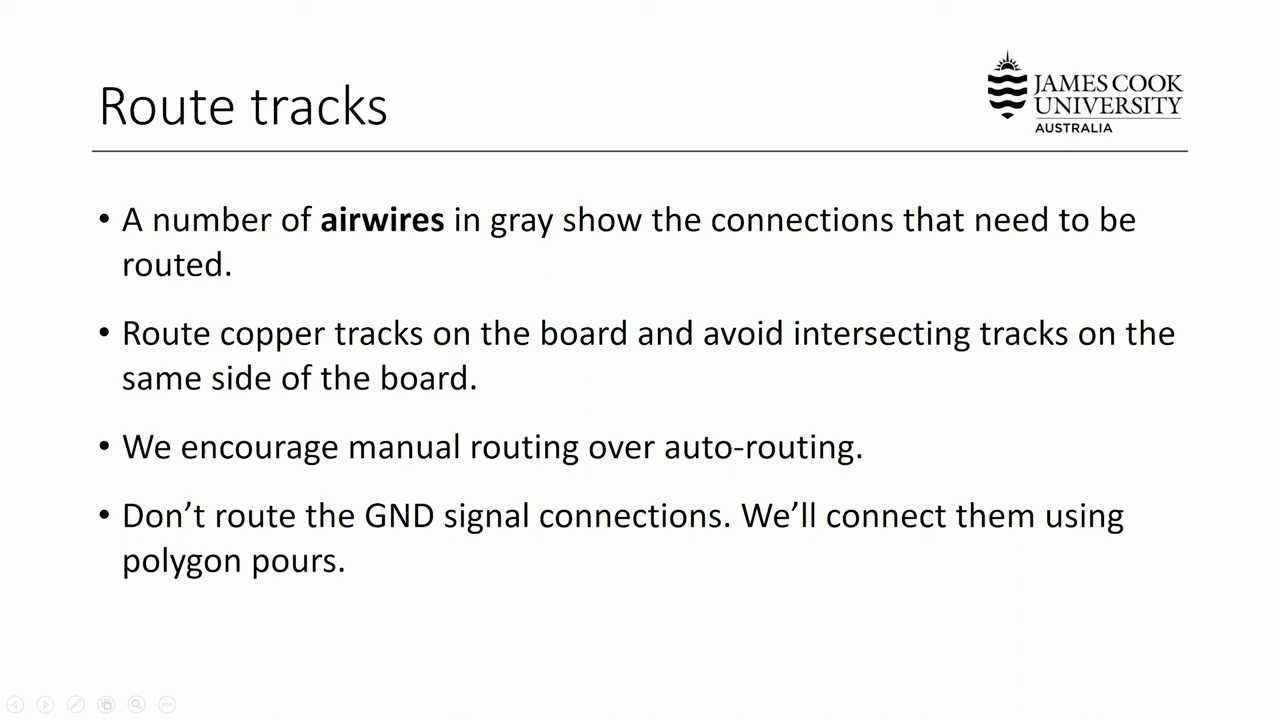 Route tracks
JAMES COOK
UNIVERSITY
AUSTRALIA
• A number of airwires in gray show the connections that need to be
routed.
• Route copper tracks on the board and avoid intersecting tracks on the
same side of the board.
• We encourage manual routing over auto-routing.
• Don’t route the GND signal connections. We’ll connect them using
polygon pours.